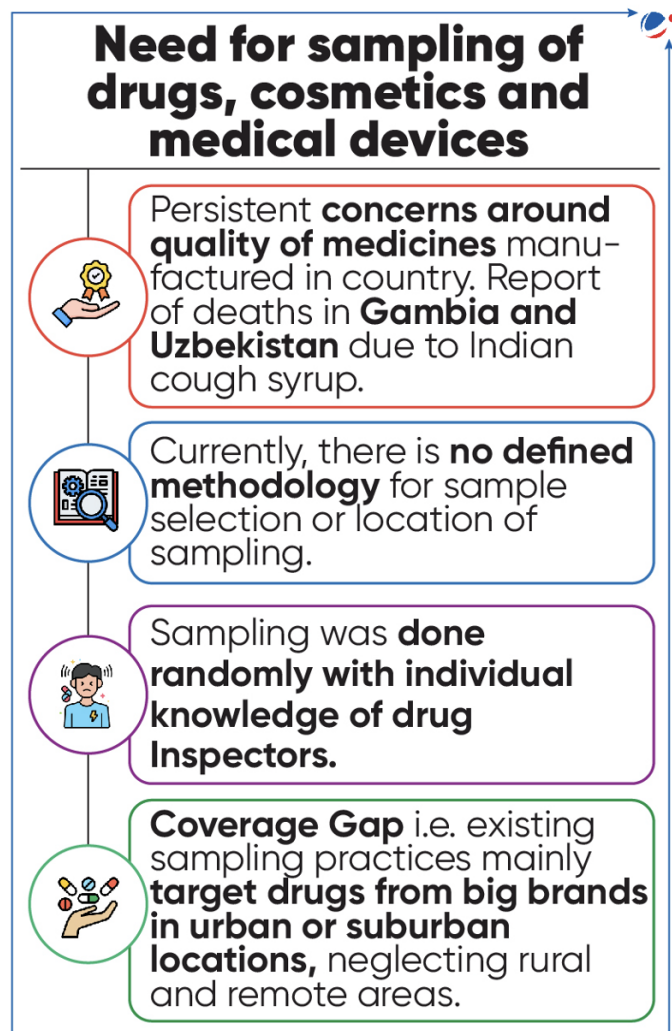 Need for sampling of
drugs, cosmetics and
medical devices
Persistent concerns around
quality of medicines manu-
factured in country. Report
of deaths in Gambia and
Uzbekistan due to Indian
cough syrup.
Currently, there is no defined
methodology for sample
selection or location of
sampling.
Sampling was done
randomly with individual
knowledge of drug
Inspectors.
Coverage Gap i.e. existing
sampling practices mainly
target drugs from big brands
in urban or suburban
locations, neglecting rural
and remote areas.